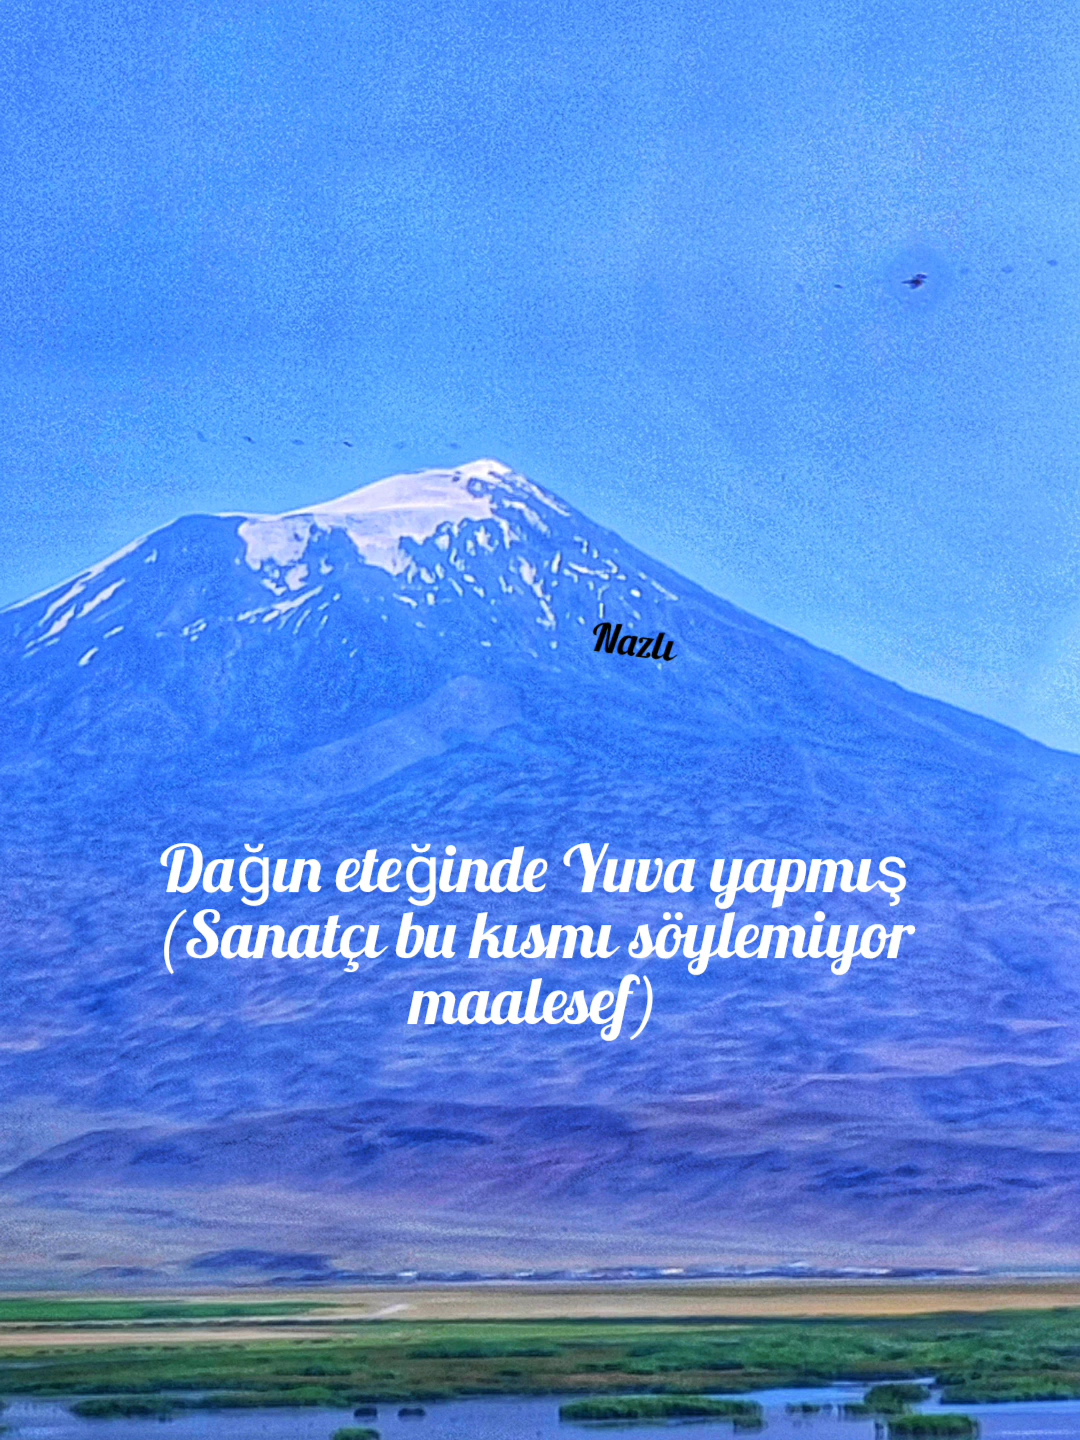 Nazlı
Dağın eteğinde Yuva yapmış
(Sanatçı bu kısmı söylemiyor
maalesef)